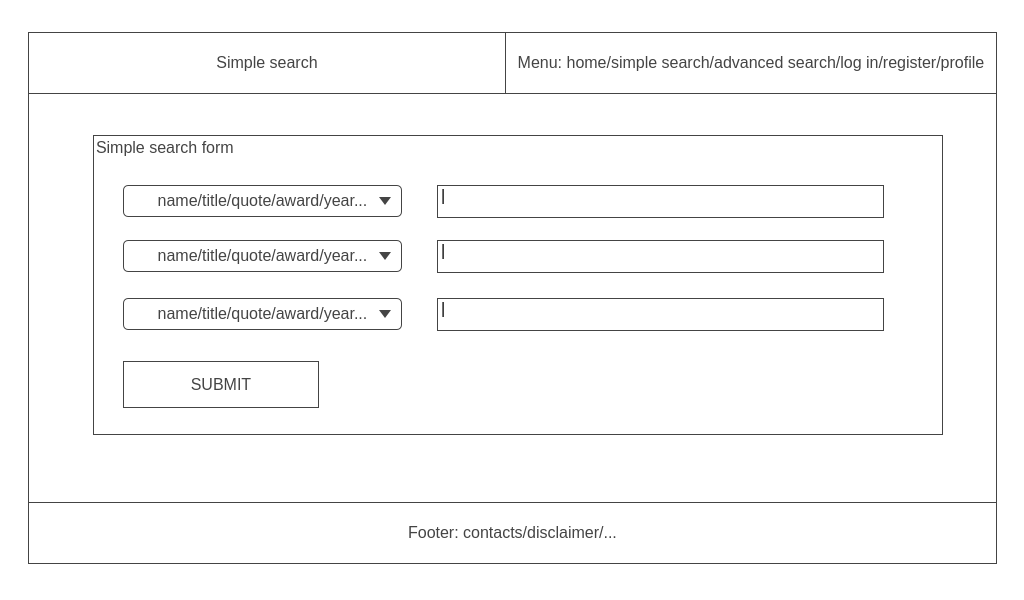 Simple search
Menu: home/simple search/advanced search/log in/register/profile
Simple search form
name/title/quote/award/year...
name/title/quote/award/year...
name/title/quote/award/year...
SUBMIT
Footer: contacts/disclaimer/...